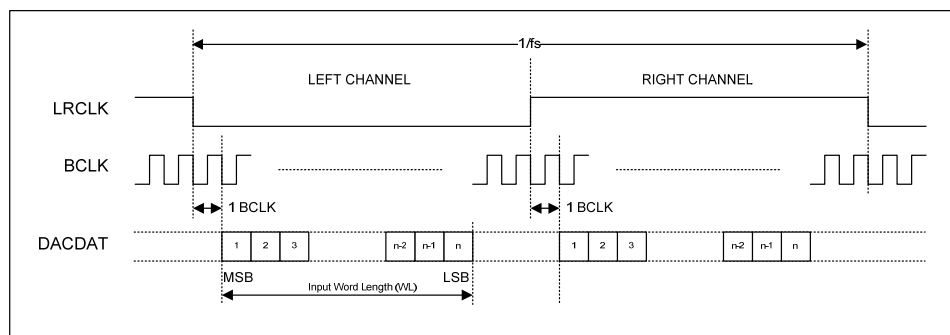 1/fs
LEFT CHANNEL RIGHT CHANNEL
LRCLK
BCLK
1 BCLK 1 BCLK
DACDAT 1 2 3 n-2 n-1 n 1 2 3 n-2 n-1 n
MSB LSB
Input Word Length (WL)